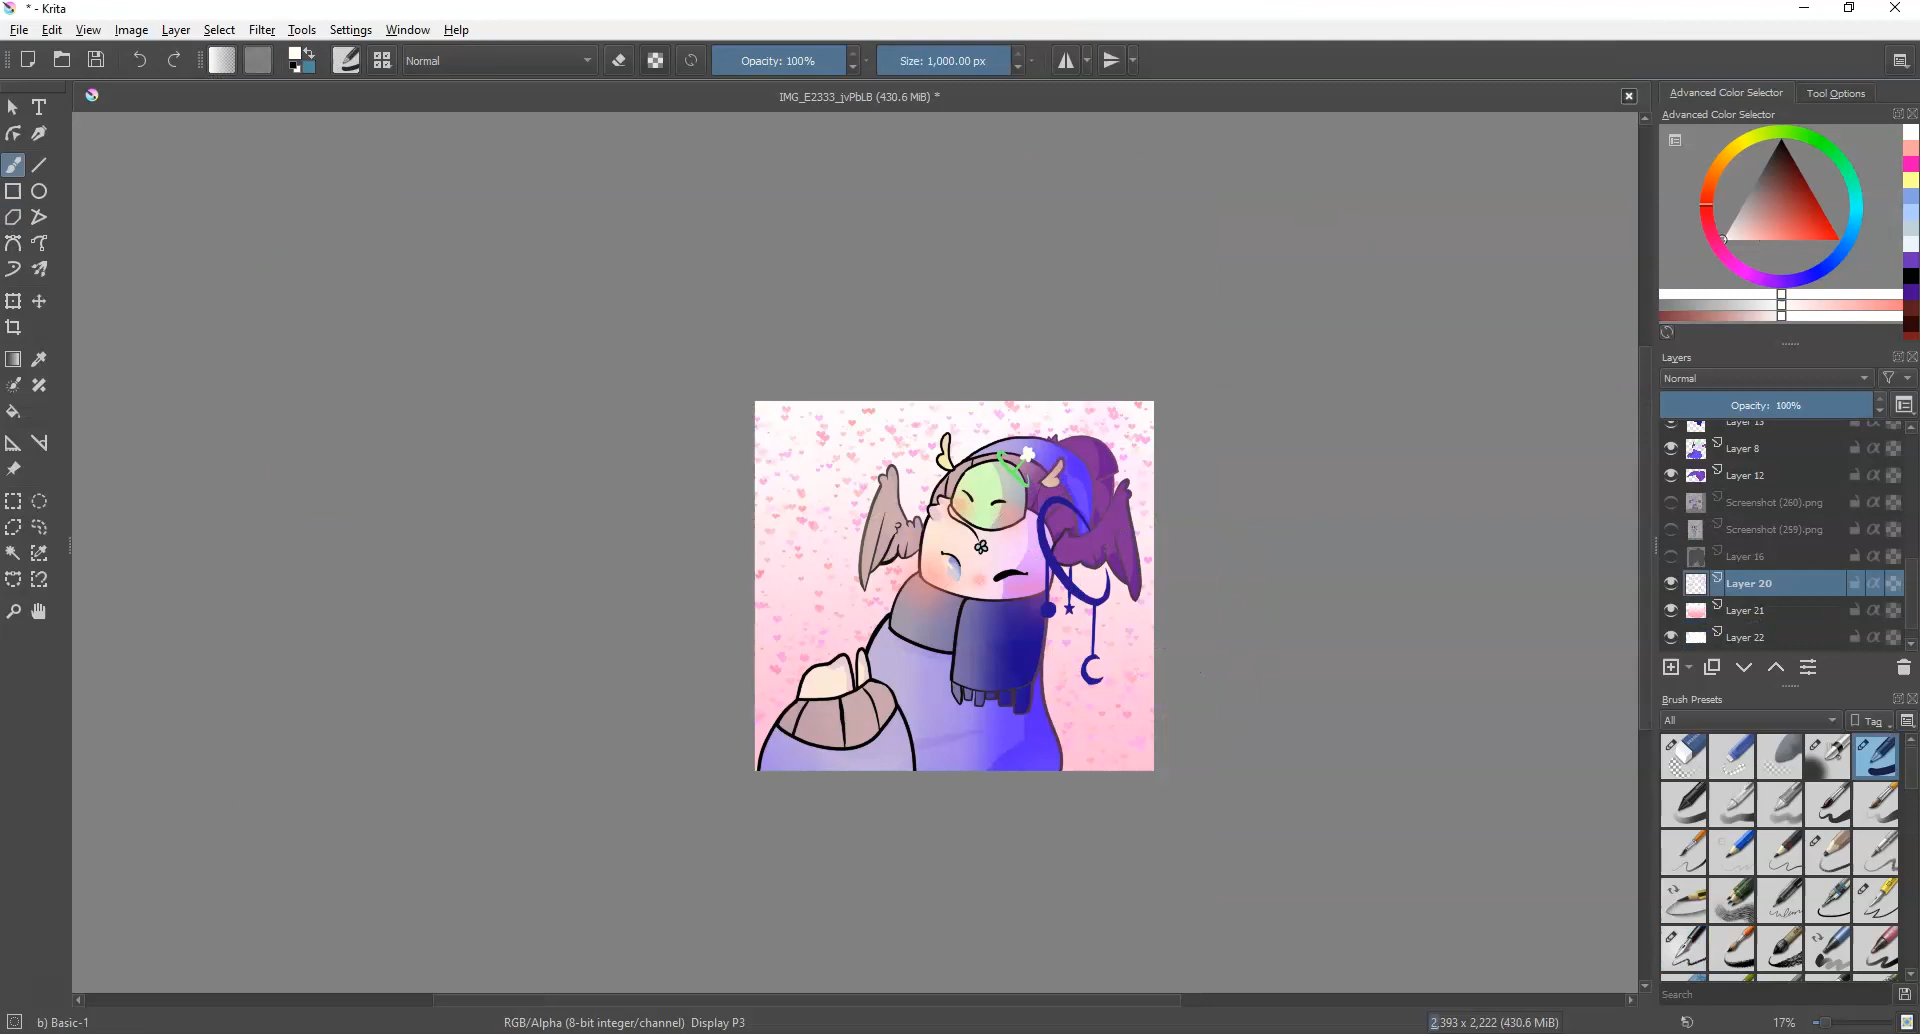 * - Krita
File Edit View Image Layer Select Filter Tools Settings Window Help
Normal Opacity: 100% Size: 1,000.00 px
IMG_E2333_jvPbLB (430.6 MiB) *
Advanced Color Selector Tool Options
Advanced Color Selector
Layers
Normal
Opacity: 100%
Layer 13
Layer 8
Layer 12
Screenshot (260).png
Screenshot (259).png
Layer 16
Layer 20
Layer 21
Layer 22
Brush Presets
All Tag
Search
b) Basic-1 RGB/Alpha (8-bit integer/channel) Display P3 2,393 x 2,222 (430.6 MiB) 17%